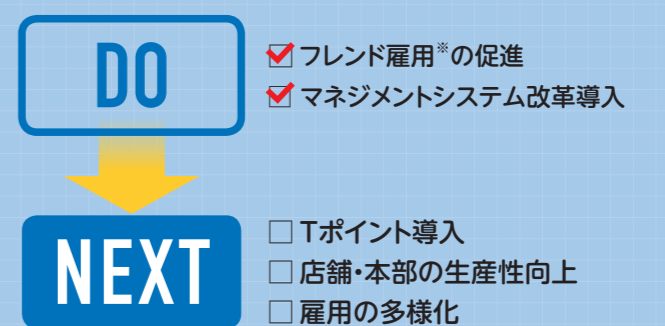 DO
☑フレンド雇用※の促進
☑マネジメントシステム改革導入
NEXT
□Tポイント導入
□店舗・本部の生産性向上
□雇用の多様化